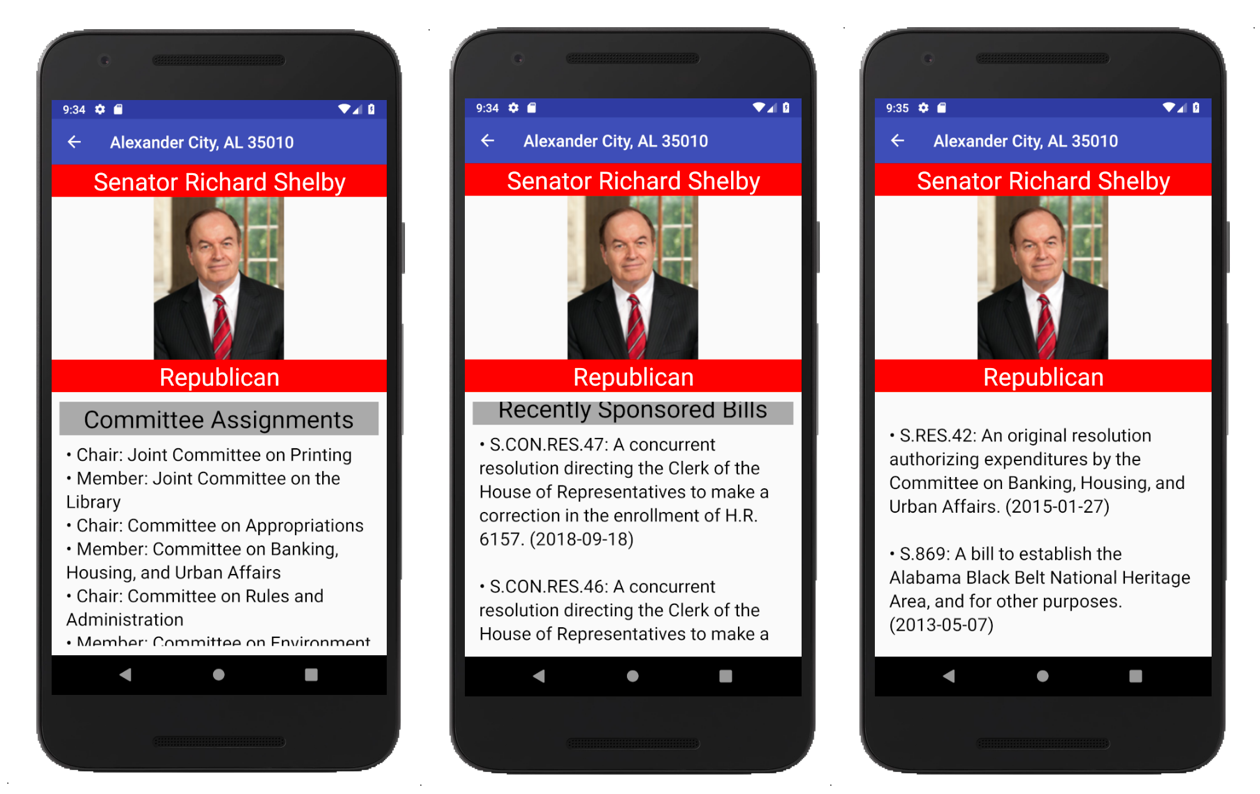 9:34
Alexander City, AL 35010
Senator Richard Shelby
Republican
Committee Assignments
• Chair: Joint Committee on Printing
• Member: Joint Committee on the
Library
• Chair: Committee on Appropriations
• Member: Committee on Banking,
Housing, and Urban Affairs
• Chair: Committee on Rules and
Administration
• Member: Committee on Environment
9:34
Alexander City, AL 35010
Senator Richard Shelby
Republican
Recently Sponsored Bills
• S.CON.RES.47: A concurrent
resolution directing the Clerk of the
House of Representatives to make a
correction in the enrollment of H.R.
6157. (2018-09-18)
• S.CON.RES.46: A concurrent
resolution directing the Clerk of the
House of Representatives to make a
9:35
Alexander City, AL 35010
Senator Richard Shelby
Republican
• S.RES.42: An original resolution
authorizing expenditures by the
Committee on Banking, Housing, and
Urban Affairs. (2015-01-27)
• S.869: A bill to establish the
Alabama Black Belt National Heritage
Area, and for other purposes.
(2013-05-07)